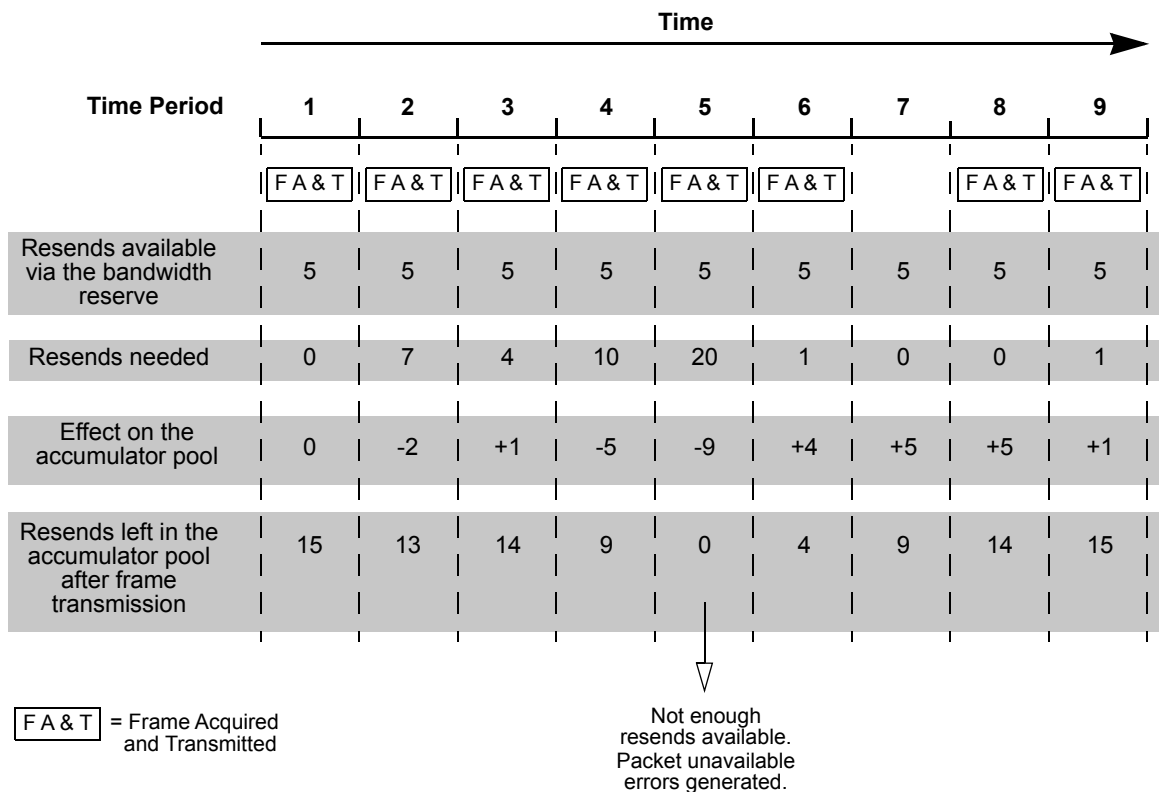 Time
Time Period 1 2 3 4 5 6 7 8 9
F A & T F A & T F A & T F A & T F A & T F A & T F A & T F A & T
Resends available
via the bandwidth
reserve
5 5 5 5 5 5 5 5 5
Resends needed
0 7 4 10 20 1 0 0 1
Effect on the
accumulator pool
0 -2 +1 -5 -9 +4 +5 +5 +1
Resends left in the
accumulator pool
after frame
transmission
15 13 14 9 0 4 9 14 15
F A & T = Frame Acquired
and Transmitted
Not enough
resends available.
Packet unavailable
errors generated.